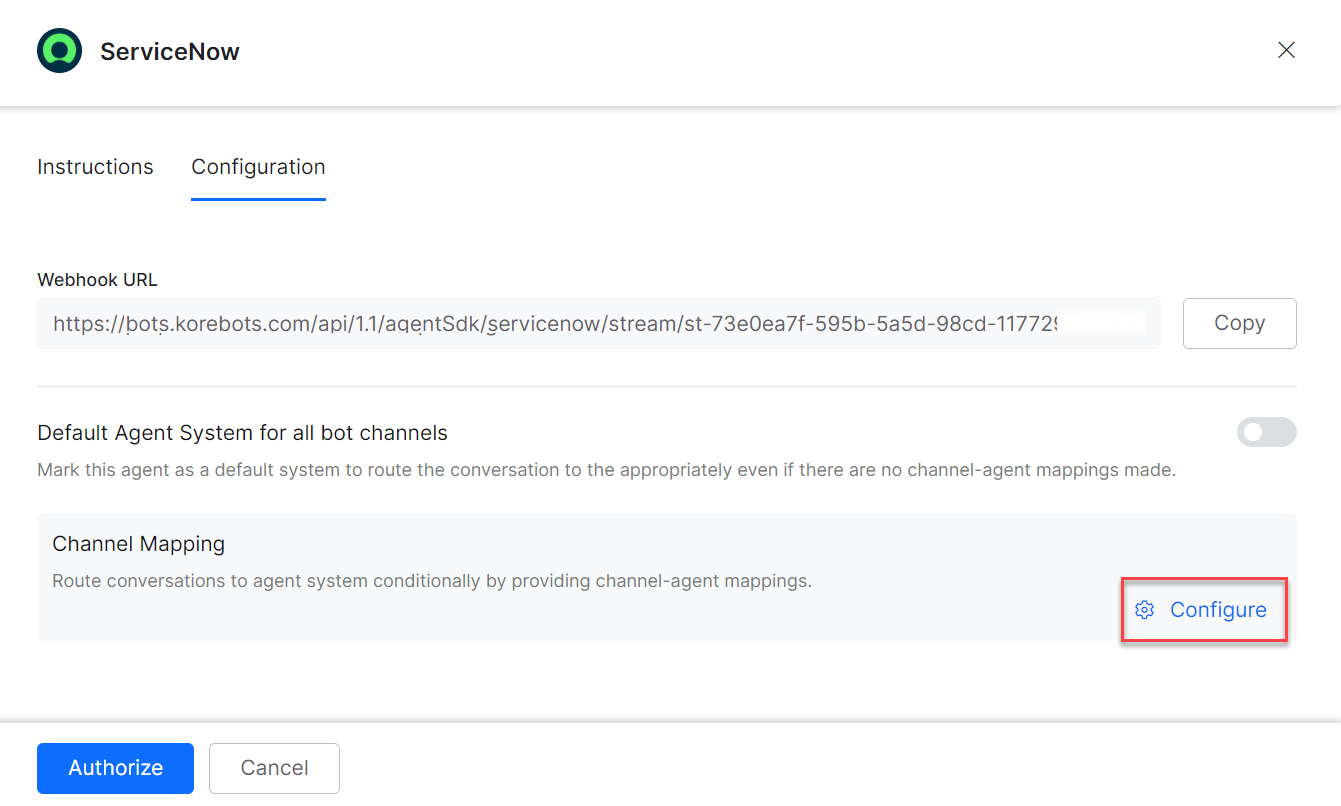 ServiceNow
Instructions
Configuration
Webhook URL
https://bots.korebots.com/api/1.1/agentSdk/servicenow/stream/st-73e0ea7f-595b-5a5d-98cd-117729
Copy
Default Agent System for all bot channels
Mark this agent as a default system to route the conversation to the appropriately even if there are no channel-agent mappings made.
Channel Mapping
Route conversations to agent system conditionally by providing channel-agent mappings.
Configure
Authorize
Cancel